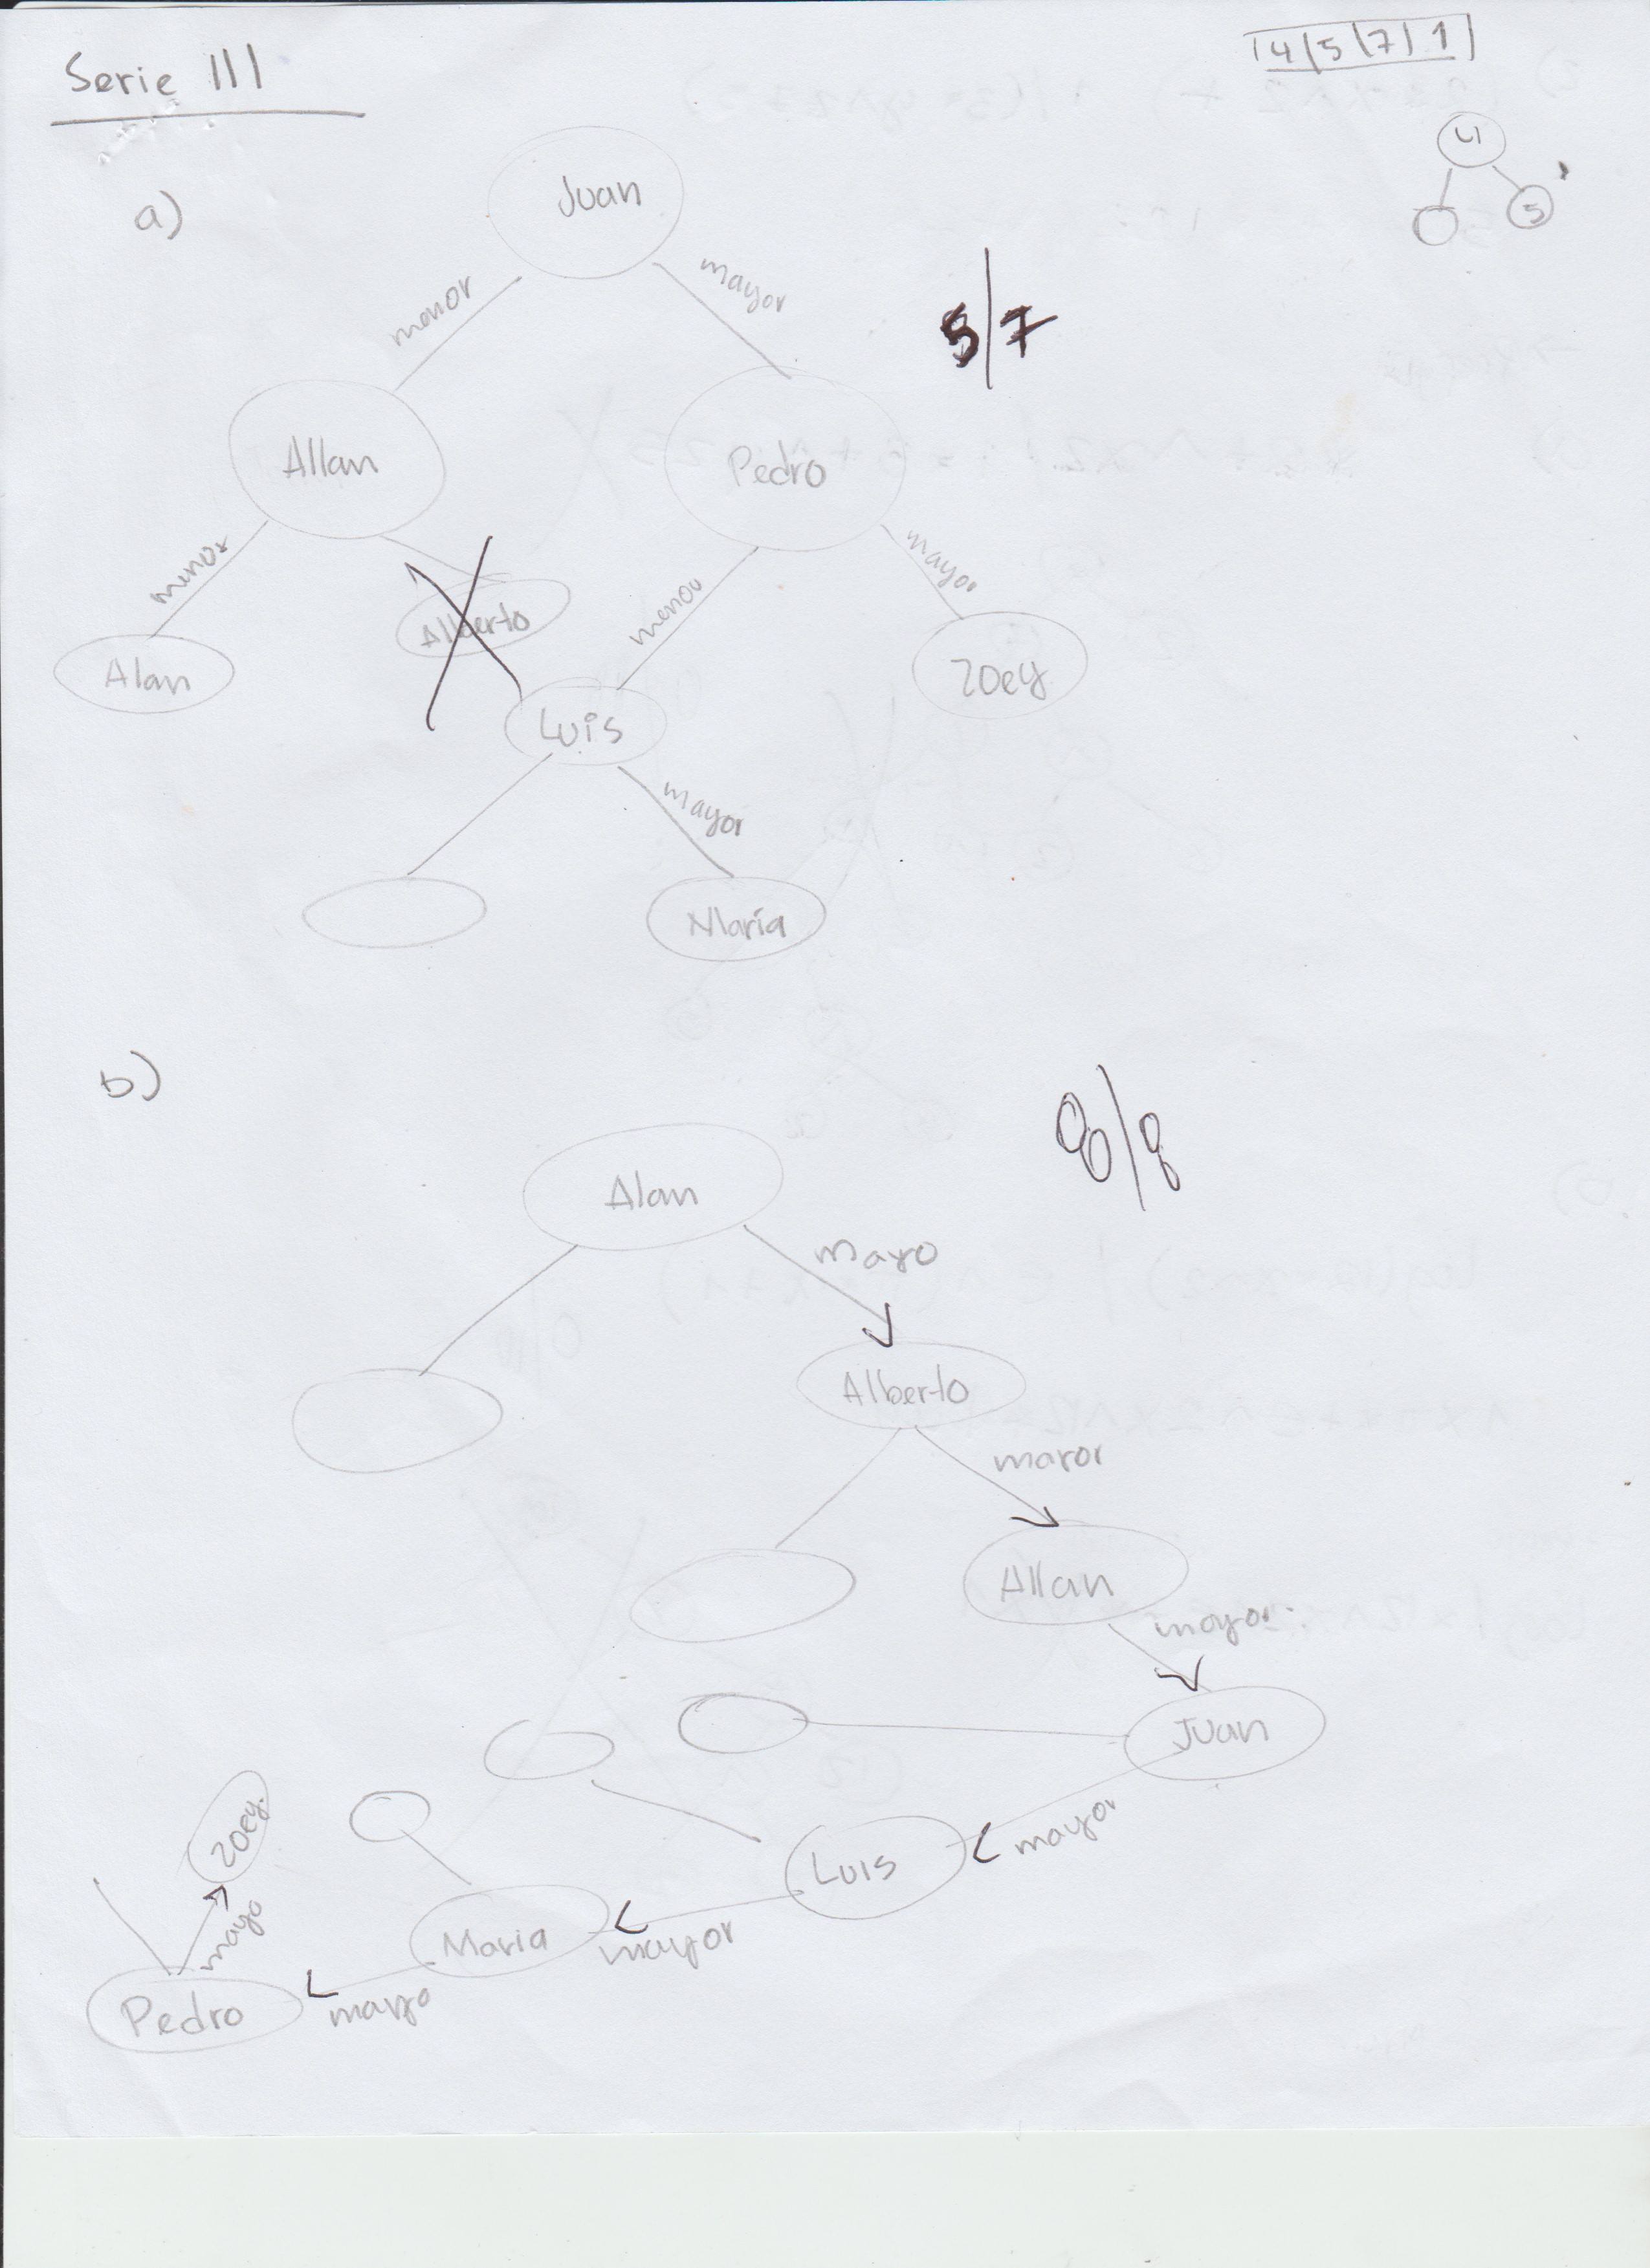 Serie III
4/5/7/1
4
5
a)
Juan
menor
mayor
5/7
Allan
Pedro
menor
mayor
menor
Alberto
Alan
Zoey
Luis
mayor
María
b)
8/8
Alan
mayo
Alberto
mayor
Allan
mayor
Juan
mayor
Luis
mayor
Maria
mayo
Pedro
mayo
Zoey